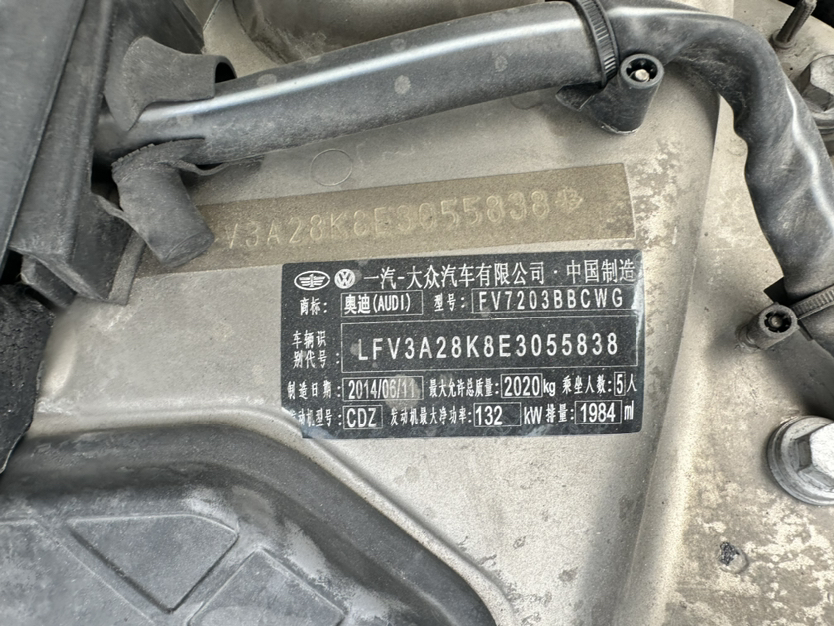 V3A28K8E3055838
一汽-大众汽车有限公司·中国制造
商标: 奥迪(AUDI) 型号: FV7203BBCWG
车辆识别代号: LFV3A28K8E3055838
制造日期: 2014/06/11 最大允许总质量: 2020kg 乘坐人数: 5人
发动机型号: CDZ 发动机最大净功率: 132 kW 排量: 1984 ml